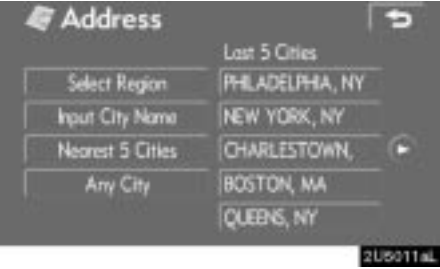 Address
Last 5 Cities
Select Region PHILADELPHIA, NY
Input City Name NEW YORK, NY
Nearest 5 Cities CHARLESTOWN,
Any City BOSTON, MA
QUEENS, NY
2U5011aL